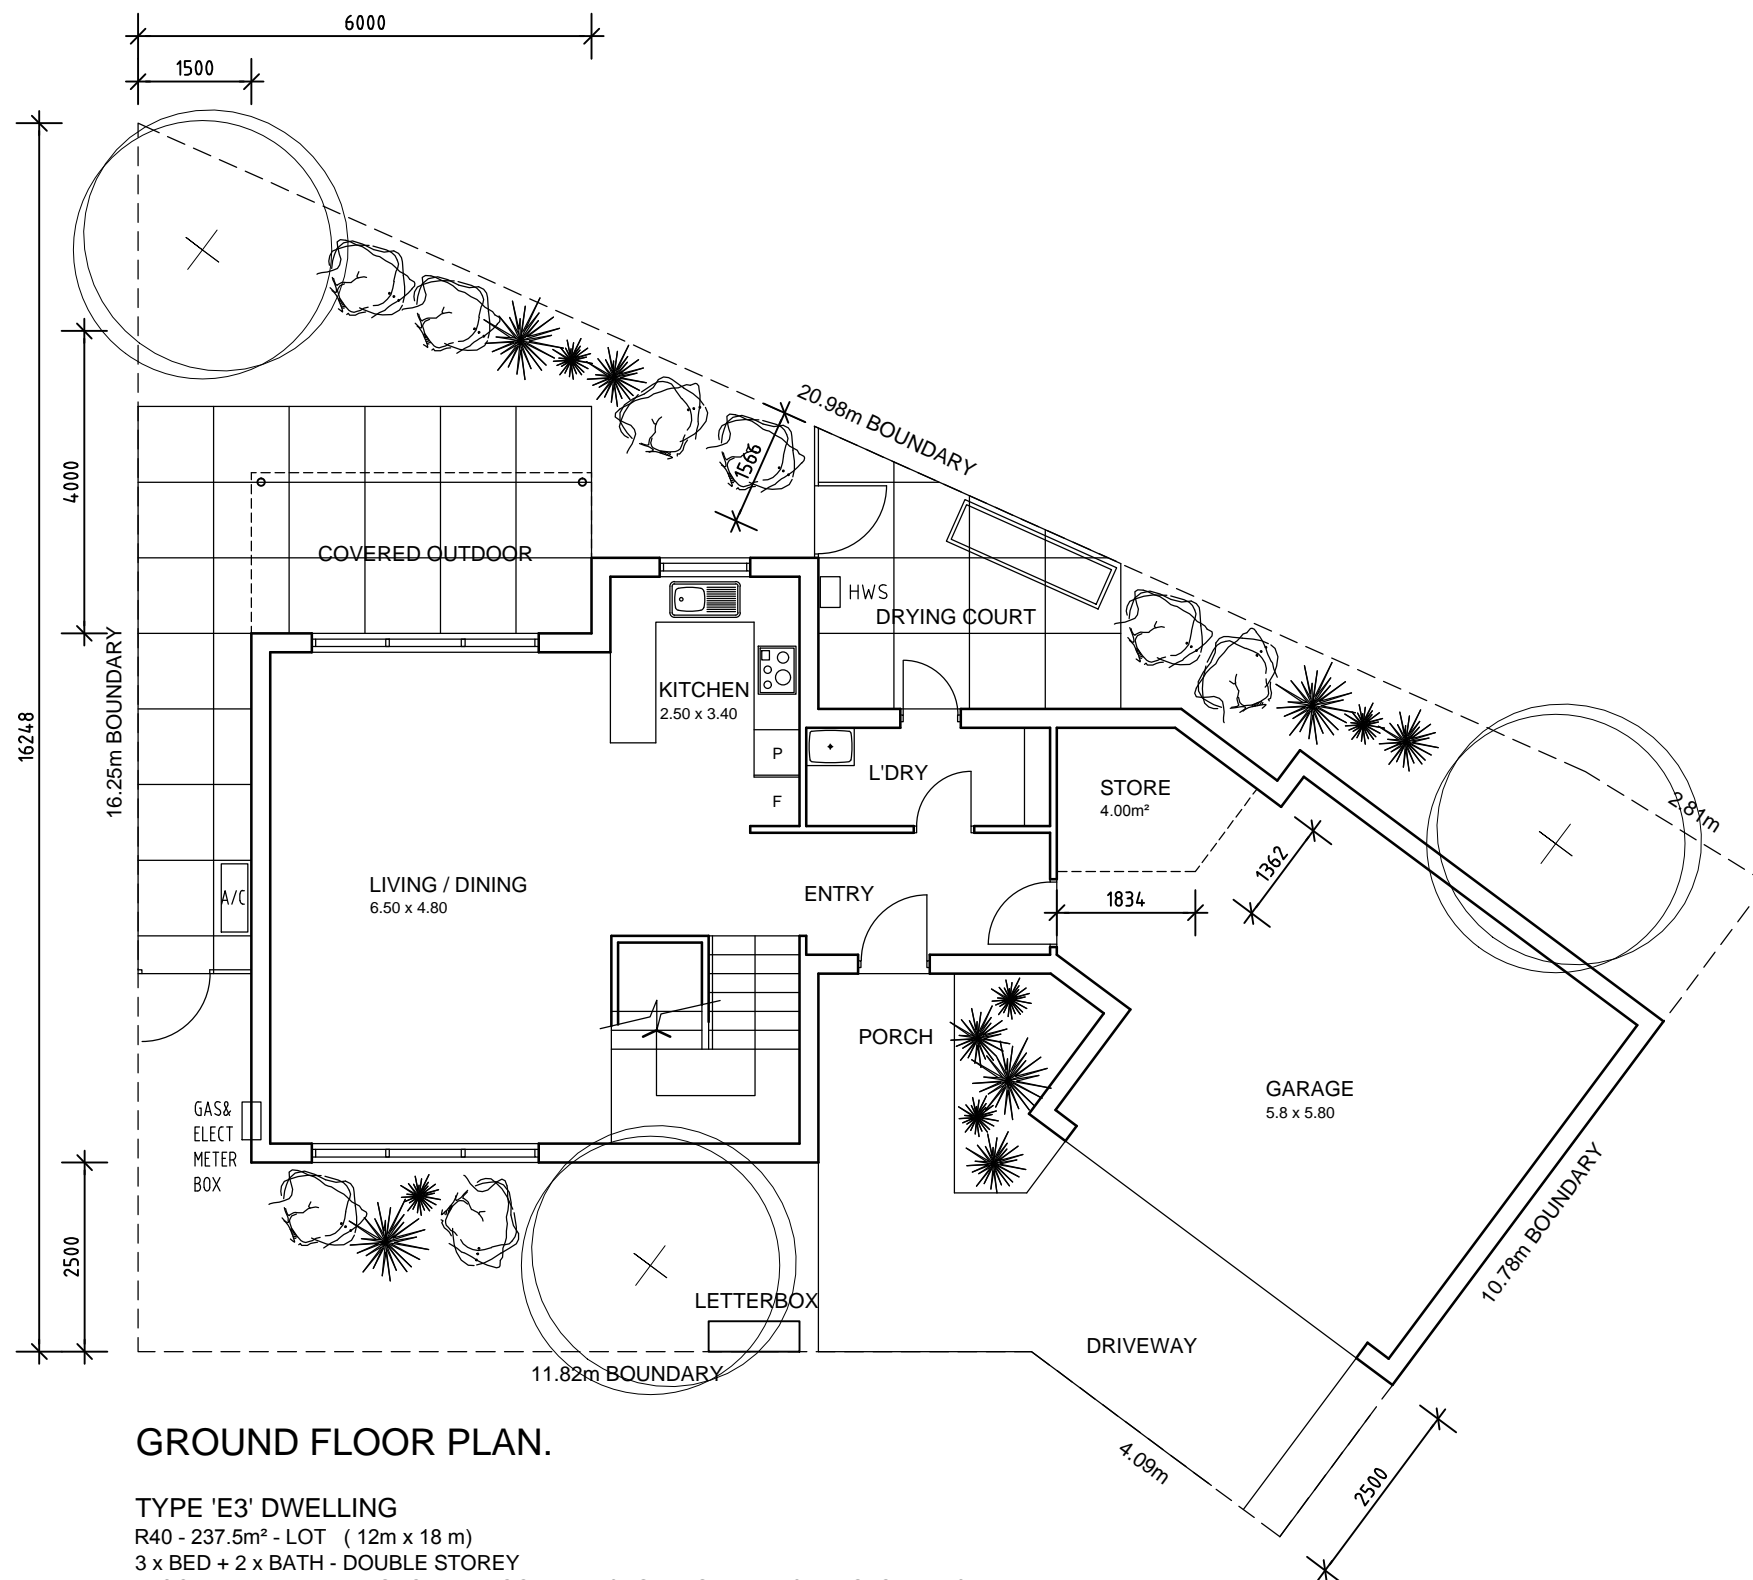 6000
1500
20.98m BOUNDARY
1566
4000
COVERED OUTDOOR
HWS
DRYING COURT
16248
16.25m BOUNDARY
KITCHEN
2.50 x 3.40
P
F
L'DRY
STORE
4.00m²
2.81m
1362
1834
LIVING / DINING
6.50 x 4.80
A/C
ENTRY
PORCH
GARAGE
5.8 x 5.80
GAS&
ELECT
METER
BOX
10.78m BOUNDARY
2500
LETTERBOX
DRIVEWAY
11.82m BOUNDARY
4.09m
2500
GROUND FLOOR PLAN.
TYPE 'E3' DWELLING
R40 - 237.5m² - LOT ( 12m x 18 m)
3 x BED + 2 x BATH - DOUBLE STOREY